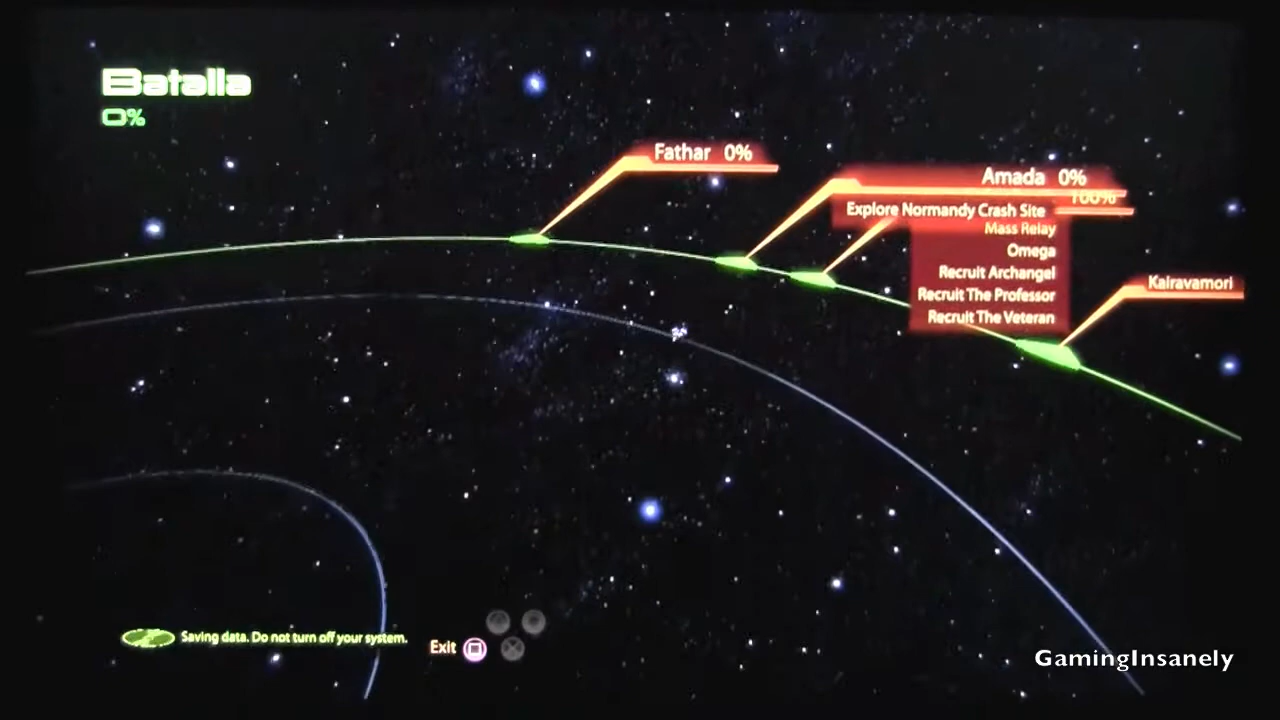 Batalla
0%
Fathar 0%
Amada 0%
100%
Explore Normandy Crash Site
Mass Relay
Omega
Recruit Archangel
Recruit The Professor
Recruit The Veteran
Kairavamori
Saving data. Do not turn off your system.
Exit
GamingInsanely